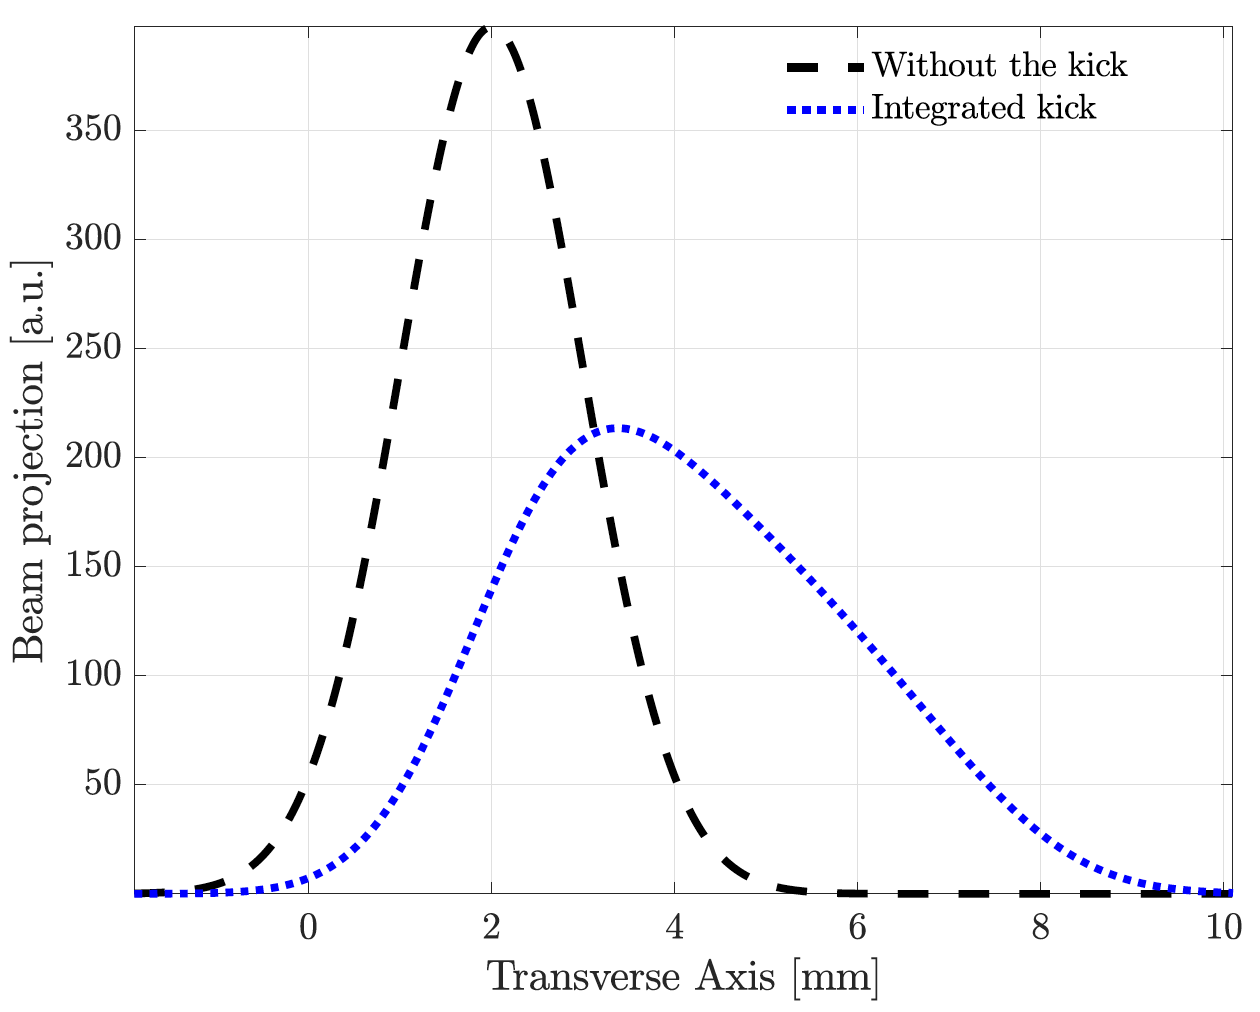 Without the kick
Integrated kick
350
300
250
200
150
100
50
Beam projection [a.u.]
0 2 4 6 8 10
Transverse Axis [mm]